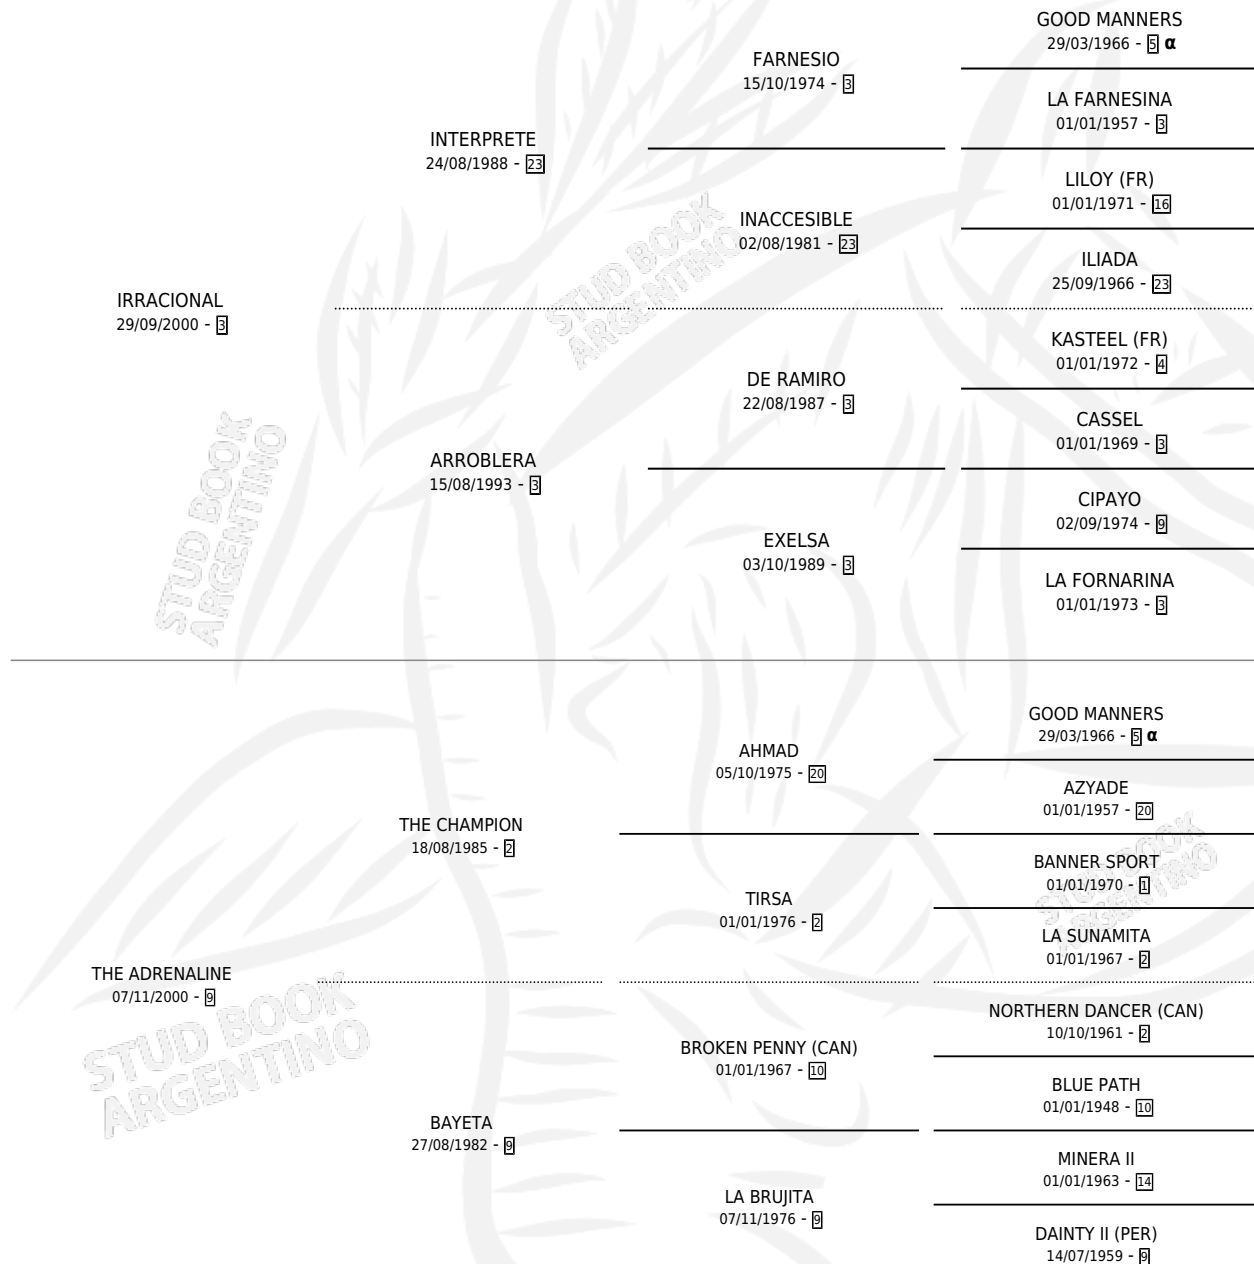 GOOD MANNERS
29/03/1966 - 5 α
FARNESIO
15/10/1974 - 3
LA FARNESINA
01/01/1957 - 3
INTERPRETE
24/08/1988 - 23
LILOY (FR)
01/01/1971 - 16
INACCESIBLE
02/08/1981 - 23
ILIADA
25/09/1966 - 23
IRRACIONAL
29/09/2000 - 3
KASTEEL (FR)
01/01/1972 - 4
DE RAMIRO
22/08/1987 - 3
CASSEL
01/01/1969 - 3
ARROBLERA
15/08/1993 - 3
CIPAYO
02/09/1974 - 9
EXELSA
03/10/1989 - 3
LA FORNARINA
01/01/1973 - 3
STUD BOOK
ARGENTINO
STUD BOOK
ARGENTINO
GOOD MANNERS
29/03/1966 - 5 α
AHMAD
05/10/1975 - 20
AZYADE
01/01/1957 - 20
THE CHAMPION
18/08/1985 - 2
BANNER SPORT
01/01/1970 - 1
TIRSA
01/01/1976 - 2
LA SUNAMITA
01/01/1967 - 2
THE ADRENALINE
07/11/2000 - 9
NORTHERN DANCER (CAN)
10/10/1961 - 2
BROKEN PENNY (CAN)
01/01/1967 - 10
BLUE PATH
01/01/1948 - 10
BAYETA
27/08/1982 - 9
MINERA II
01/01/1963 - 14
LA BRUJITA
07/11/1976 - 9
DAINTY II (PER)
14/07/1959 - 9
STUD BOOK
ARGENTINO
STUD BOOK
ARGENTINO